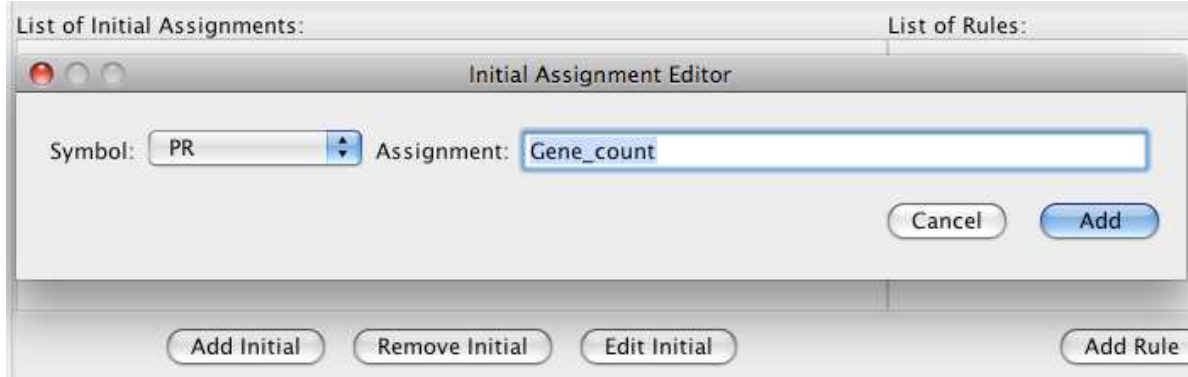 List of Initial Assignments: List of Rules:
Initial Assignment Editor
Symbol: PR Assignment: Gene_count
Cancel Add
Add Initial Remove Initial Edit Initial Add Rule